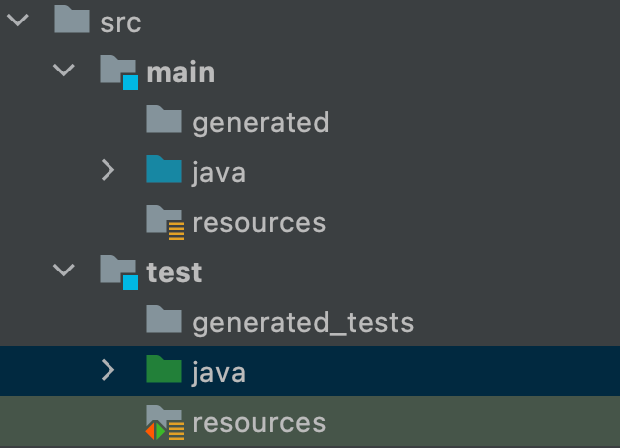 src
main
generated
java
resources
test
generated_tests
java
resources